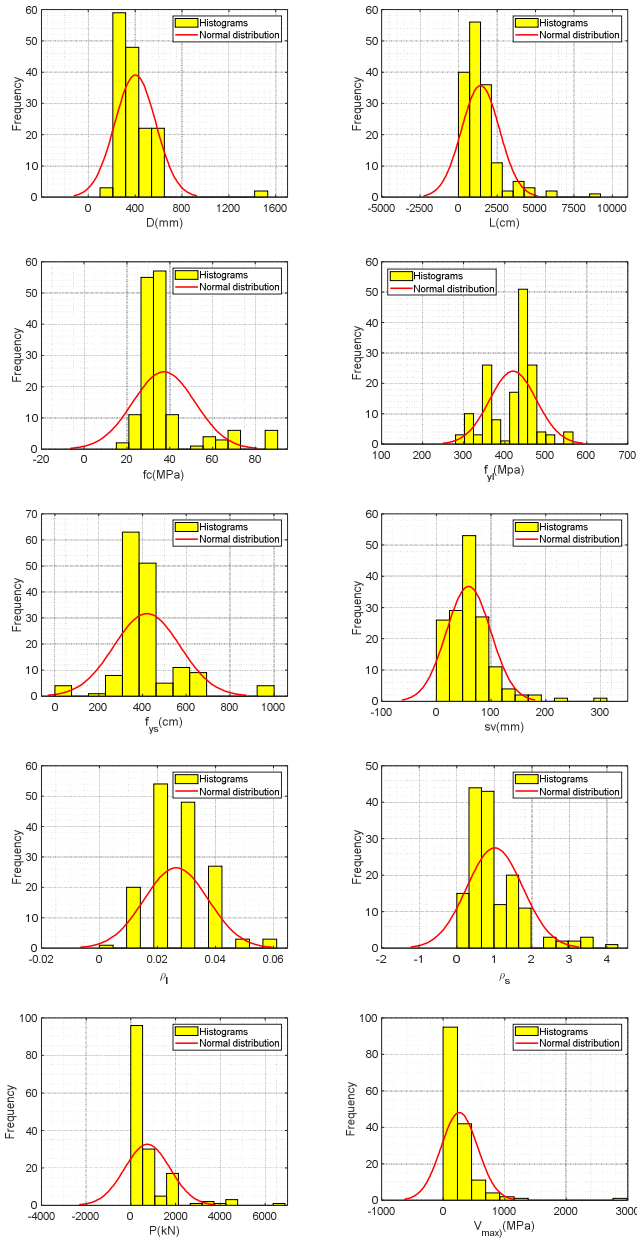 60
50
40
30
20
10
0
Frequency
Histograms
Normal distribution
0 400 800 1200 1600
D(mm)
60
50
40
30
20
10
0
Frequency
Histograms
Normal distribution
-5000 -2500 0 2500 5000 7500 10000
L(cm)
60
50
40
30
20
10
0
Frequency
Histograms
Normal distribution
-20 0 20 40 60 80
fc(MPa)
60
50
40
30
20
10
0
Frequency
Histograms
Normal distribution
100 200 300 400 500 600 700
f yl(Mpa)
70
60
50
40
30
20
10
0
Frequency
Histograms
Normal distribution
0 200 400 600 800 1000
f ys(cm)
60
50
40
30
20
10
0
Frequency
Histograms
Normal distribution
-100 0 100 200 300
sv(mm)
60
50
40
30
20
10
0
Frequency
Histograms
Normal distribution
-0.02 0 0.02 0.04 0.06
ρl
50
40
30
20
10
0
Frequency
Histograms
Normal distribution
-2 -1 0 1 2 3 4
ρs
100
80
60
40
20
0
Frequency
Histograms
Normal distribution
-4000 -2000 0 2000 4000 6000
P(kN)
100
80
60
40
20
0
Frequency
Histograms
Normal distribution
-1000 0 1000 2000 3000
Vmax)(MPa)